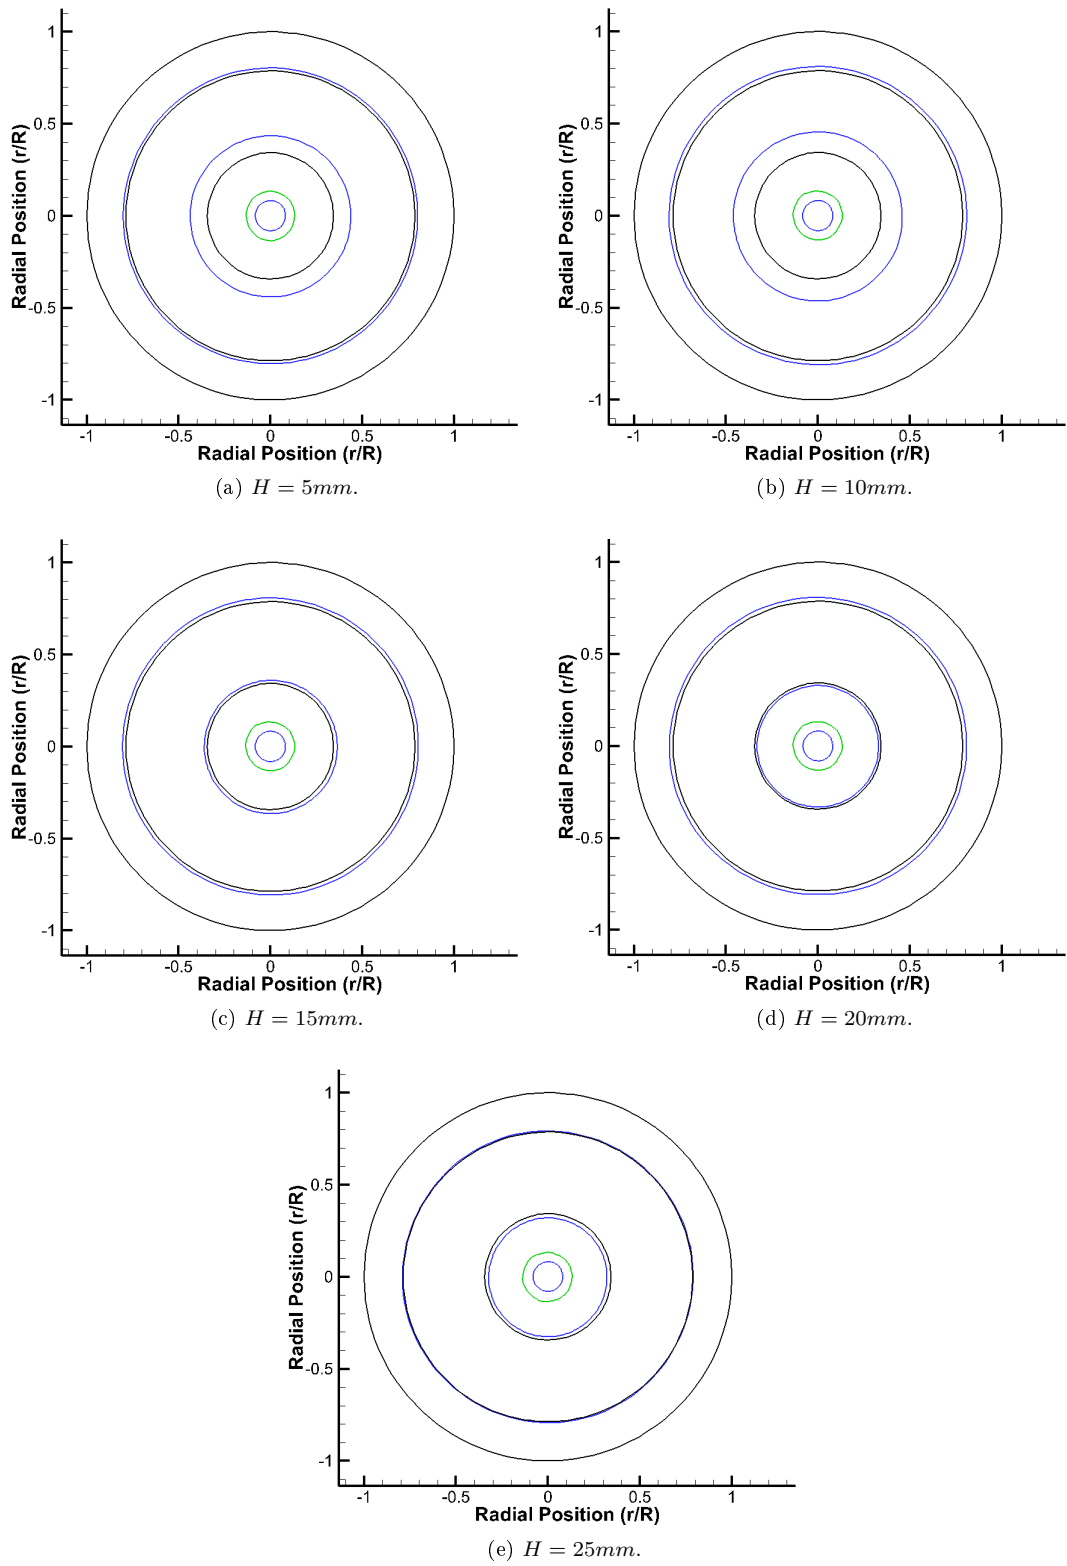 1
0.5
0
-0.5
-1
Radial Position (r/R)
-1 -0.5 0 0.5 1
Radial Position (r/R)
(a) H = 5mm.
1
0.5
0
-0.5
-1
Radial Position (r/R)
-1 -0.5 0 0.5 1
Radial Position (r/R)
(b) H = 10mm.
1
0.5
0
-0.5
-1
Radial Position (r/R)
-1 -0.5 0 0.5 1
Radial Position (r/R)
(c) H = 15mm.
1
0.5
0
-0.5
-1
Radial Position (r/R)
-1 -0.5 0 0.5 1
Radial Position (r/R)
(d) H = 20mm.
1
0.5
0
-0.5
-1
Radial Position (r/R)
-1 -0.5 0 0.5 1
Radial Position (r/R)
(e) H = 25mm.